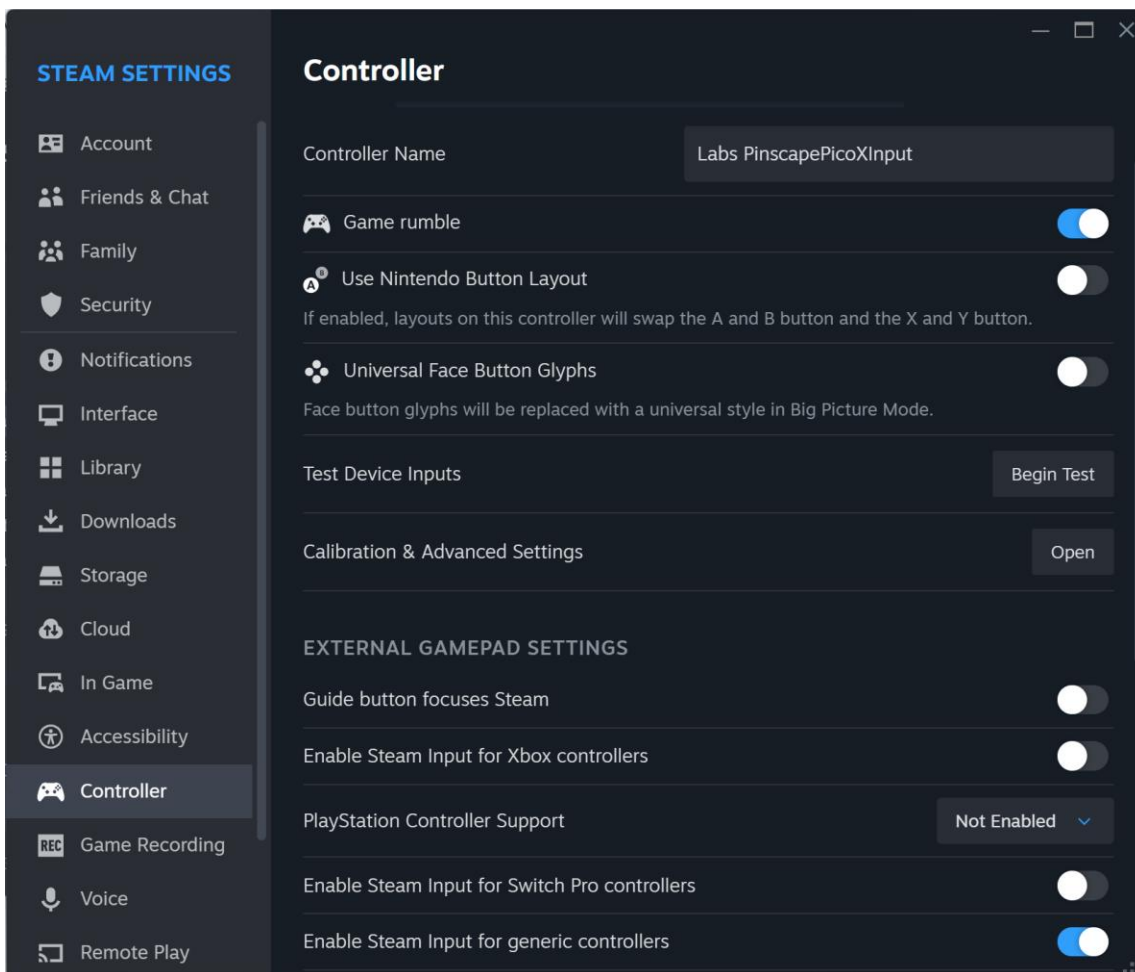 STEAM SETTINGS
Account
Friends & Chat
Family
Security
Notifications
Interface
Library
Downloads
Storage
Cloud
In Game
Accessibility
Controller
REC Game Recording
Voice
Remote Play
Controller
Controller Name Labs PinscapePicoXInput
Game rumble
A B Use Nintendo Button Layout
If enabled, layouts on this controller will swap the A and B button and the X and Y button.
Universal Face Button Glyphs
Face button glyphs will be replaced with a universal style in Big Picture Mode.
Test Device Inputs Begin Test
Calibration & Advanced Settings Open
EXTERNAL GAMEPAD SETTINGS
Guide button focuses Steam
Enable Steam Input for Xbox controllers
PlayStation Controller Support Not Enabled
Enable Steam Input for Switch Pro controllers
Enable Steam Input for generic controllers